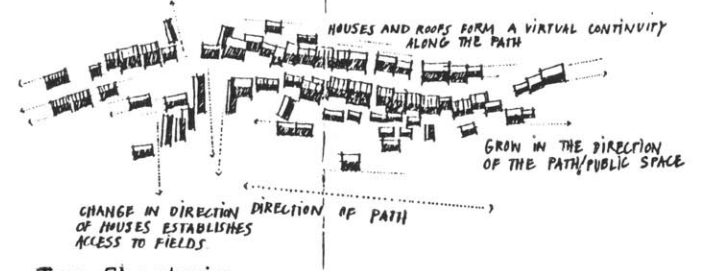 HOUSES AND ROOFS FORM A VIRTUAL CONTINUITY
ALONG THE PATH
GROW IN THE DIRECTION
OF THE PATH/PUBLIC SPACE
DIRECTION OF PATH
CHANGE IN DIRECTION
OF HOUSES ESTABLISHES
ACCESS TO FIELDS.